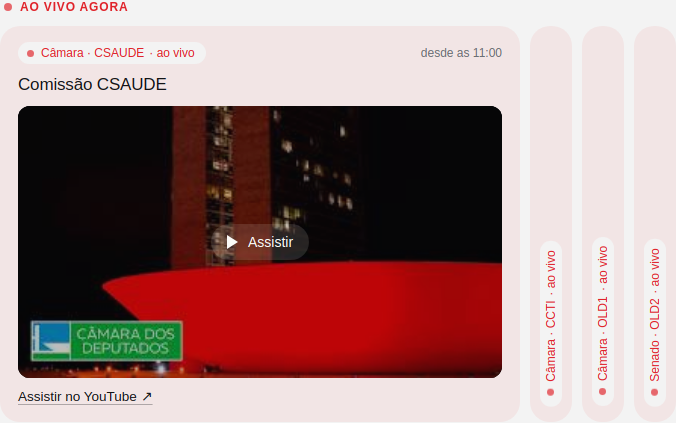 AO VIVO AGORA
Câmara · CSAUDE · ao vivo
desde as 11:00
Comissão CSAUDE
Assistir
CÂMARA DOS
DEPUTADOS
Assistir no YouTube ↗
Câmara · CCTI · ao vivo
Câmara · OLD1 · ao vivo
Senado · OLD2 · ao vivo